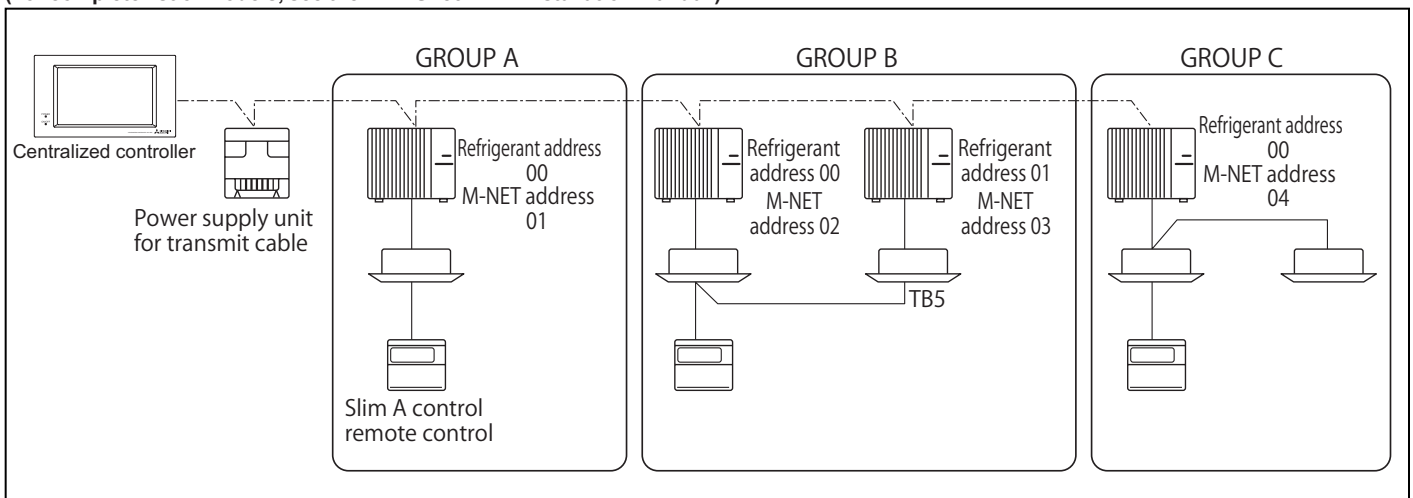 GROUP A
GROUP B
GROUP C
Centralized controller
Power supply unit
for transmit cable
Refrigerant address
00
M-NET address
01
Slim A control
remote control
Refrigerant
address 00
M-NET
address 02
Refrigerant
address 01
M-NET
address 03
TB5
Refrigerant address
00
M-NET address
04